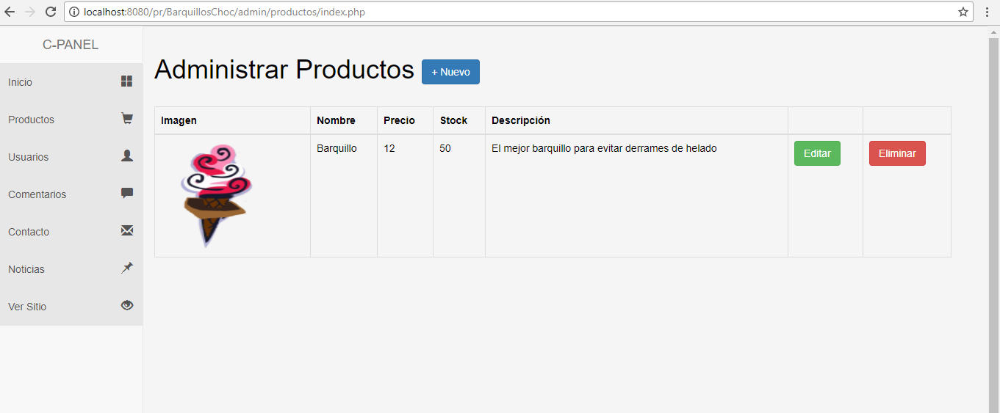 localhost:8080/pr/BarquillosChoc/admin/productos/index.php
C-PANEL
Inicio
Productos
Usuarios
Comentarios
Contacto
Noticias
Ver Sitio
Administrar Productos + Nuevo
Imagen Nombre Precio Stock Descripción
Barquillo 12 50 El mejor barquillo para evitar derrames de helado Editar Eliminar